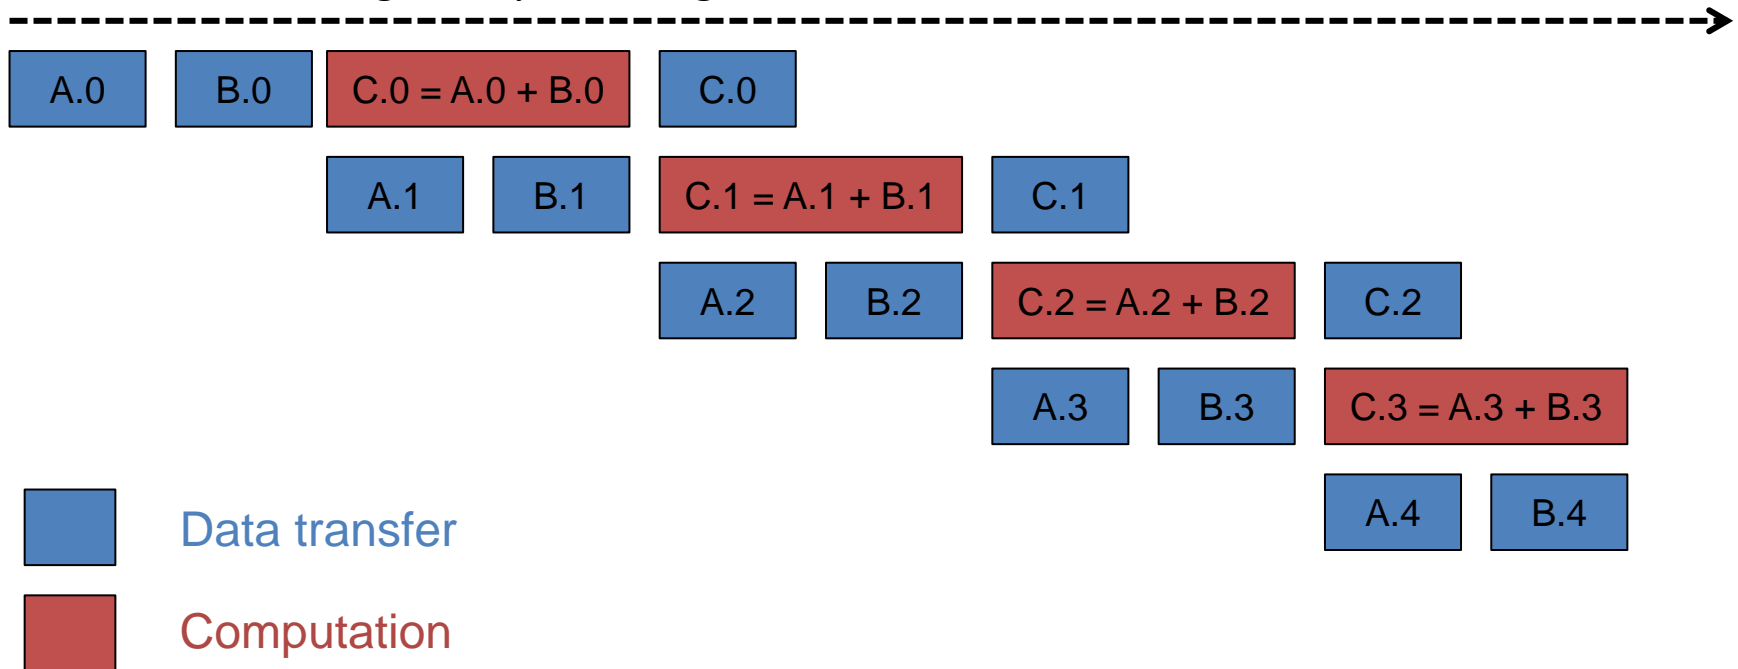 A.0 B.0 C.0 = A.0 + B.0 C.0
A.1 B.1 C.1 = A.1 + B.1 C.1
A.2 B.2 C.2 = A.2 + B.2 C.2
A.3 B.3 C.3 = A.3 + B.3
A.4 B.4
Data transfer
Computation